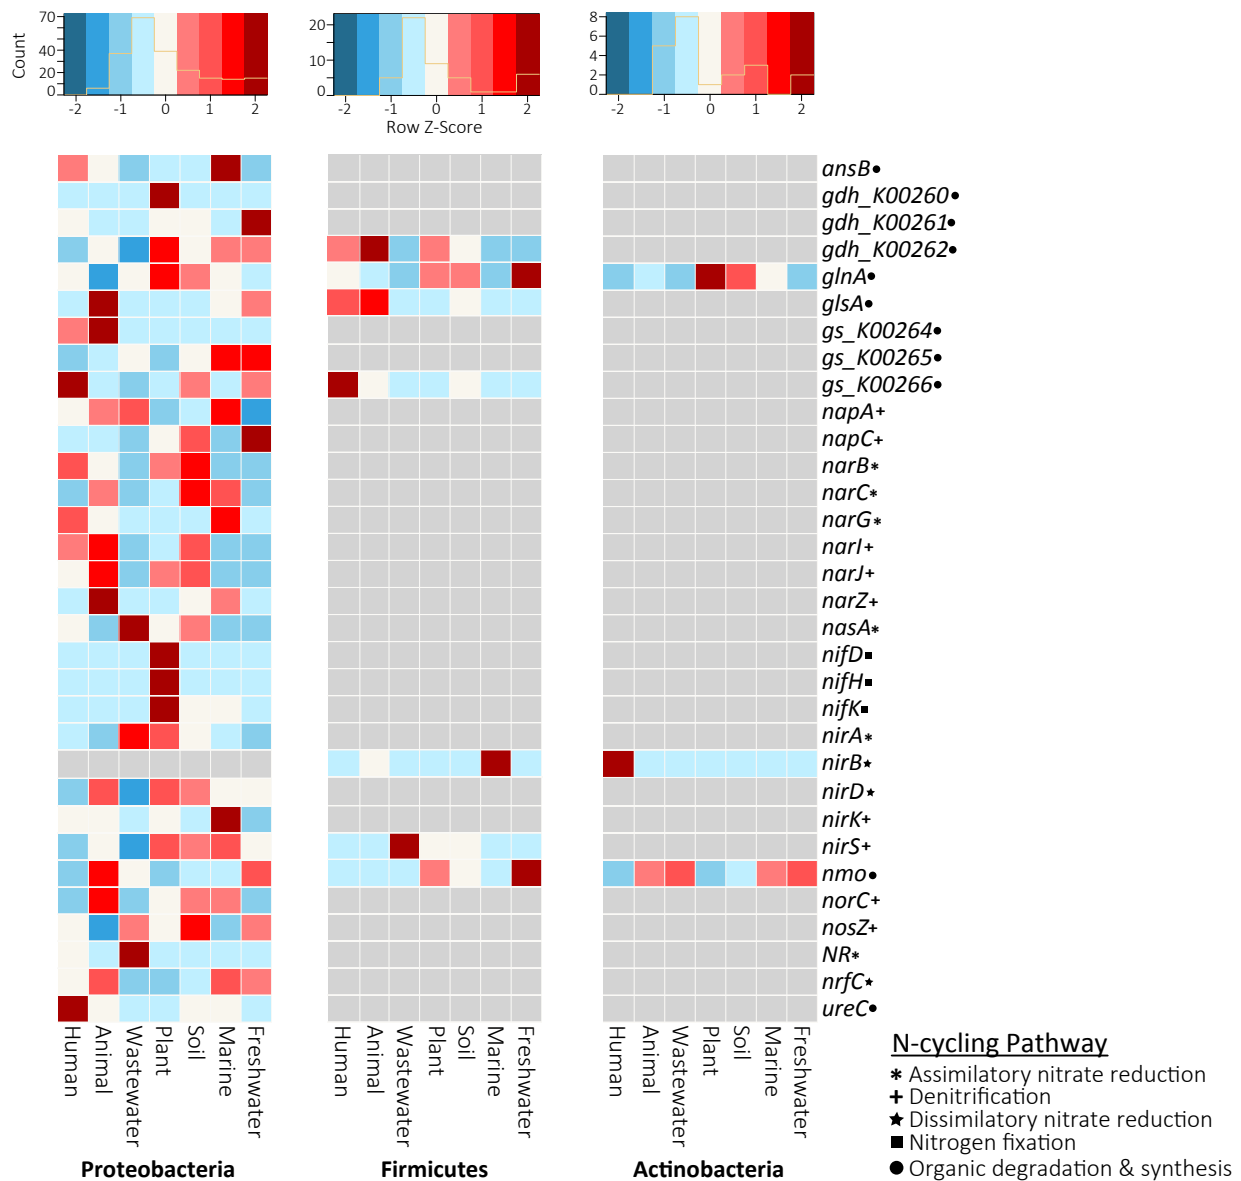 Count
70
40
20
0
-2 -1 0 1 2
20
10
0
-2 -1 0 1 2
Row Z-Score
8
6
4
2
0
-2 -1 0 1 2
ansB●
gdh_K00260●
gdh_K00261●
gdh_K00262●
glnA●
glsA●
gs_K00264●
gs_K00265●
gs_K00266●
napA+
napC+
narB*
narC*
narG*
narI+
narJ+
narZ+
nasA*
nifD■
nifH■
nifK■
nirA*
nirB★
nirD★
nirK+
nirS+
nmo●
norC+
nosZ+
NR*
nrfC★
ureC●
Human
Animal
Wastewater
Plant
Soil
Marine
Freshwater
Human
Animal
Wastewater
Plant
Soil
Marine
Freshwater
Human
Animal
Wastewater
Plant
Soil
Marine
Freshwater
Proteobacteria
Firmicutes
Actinobacteria
N-cycling Pathway
* Assimilatory nitrate reduction
+ Denitrification
★ Dissimilatory nitrate reduction
■ Nitrogen fixation
● Organic degradation & synthesis